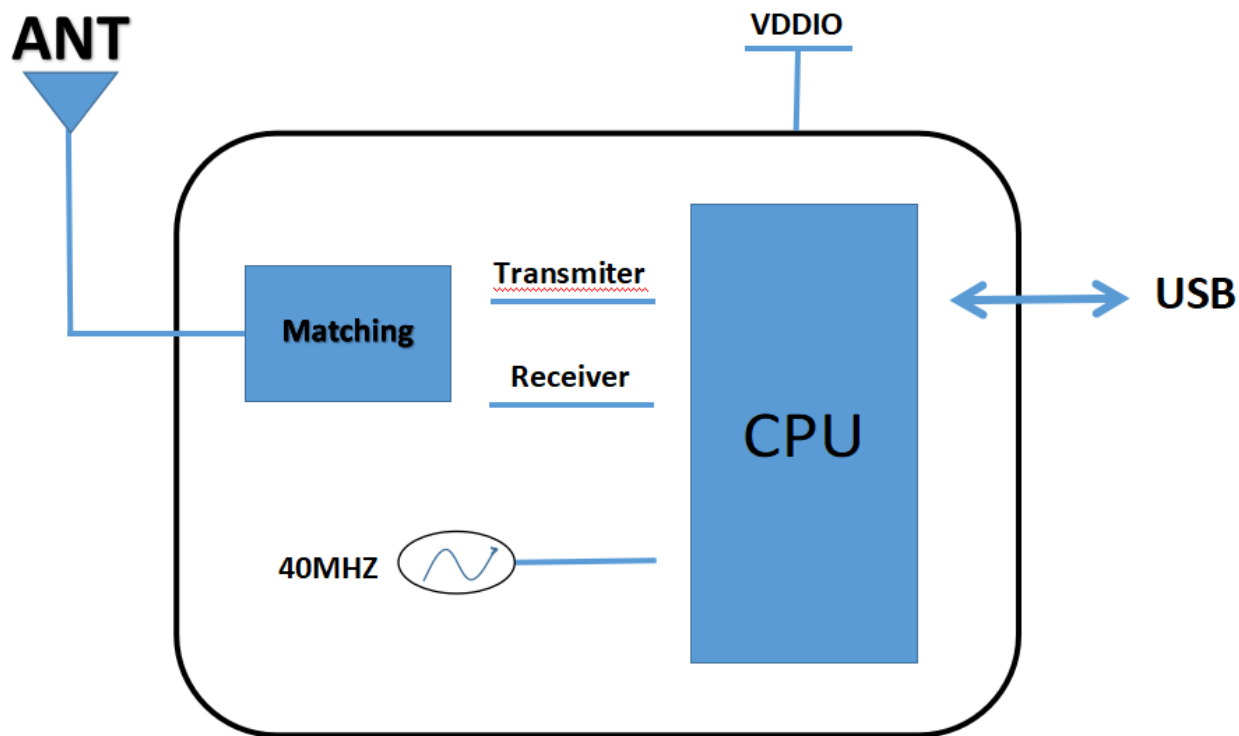 ANT
VDDIO
Transmiter
Matching
USB
Receiver
CPU
40MHZ